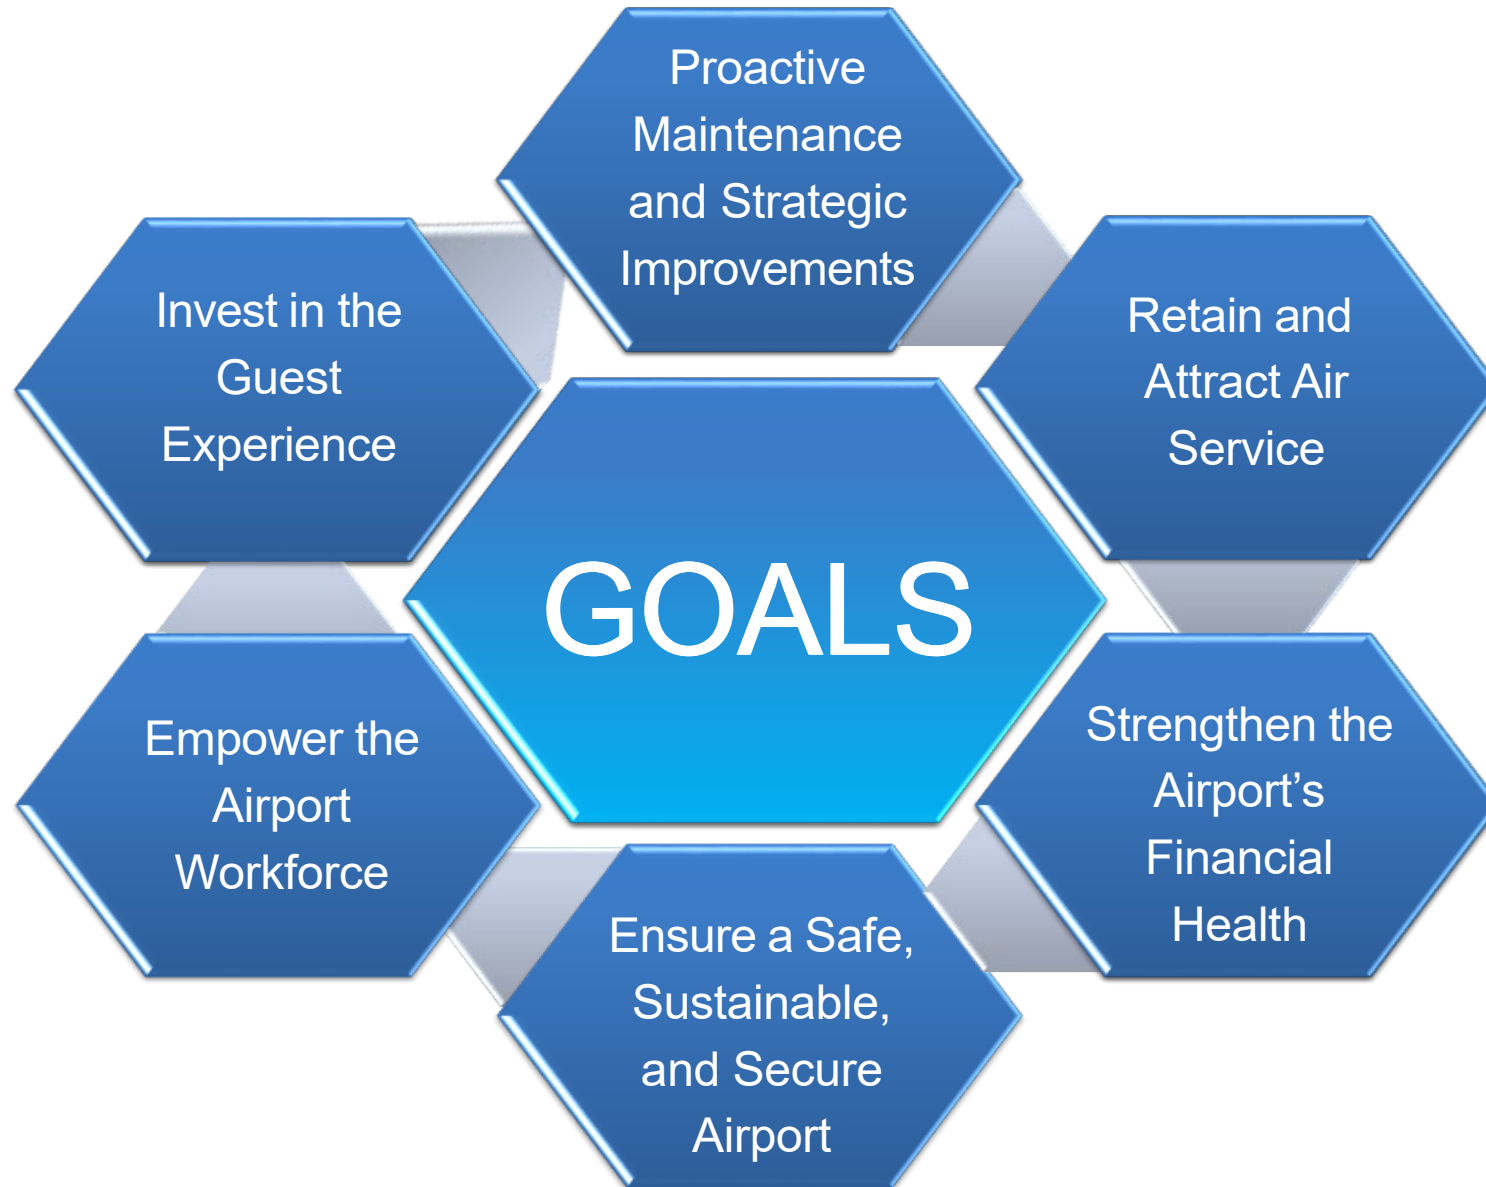 Proactive
Maintenance
and Strategic
Improvements
Invest in the
Guest
Experience
Retain and
Attract Air
Service
GOALS
Empower the
Airport
Workforce
Strengthen the
Airport’s
Financial
Health
Ensure a Safe,
Sustainable,
and Secure
Airport